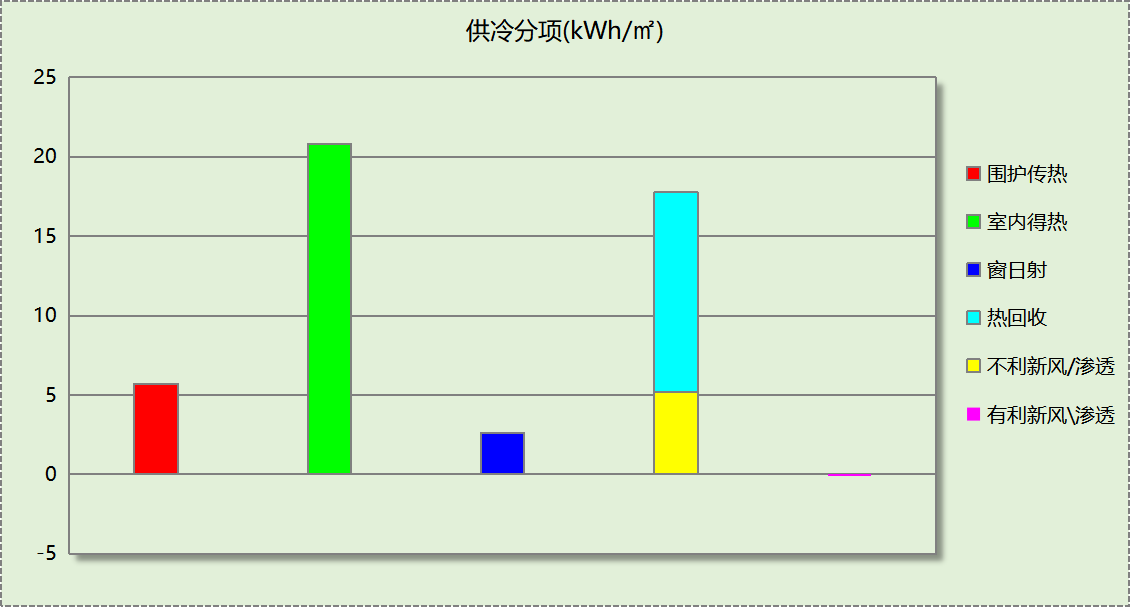 供冷分项(kWh/㎡)
25
20
15
10
5
0
-5
围护传热
室内得热
窗日射
热回收
不利新风/渗透
有利新风\渗透